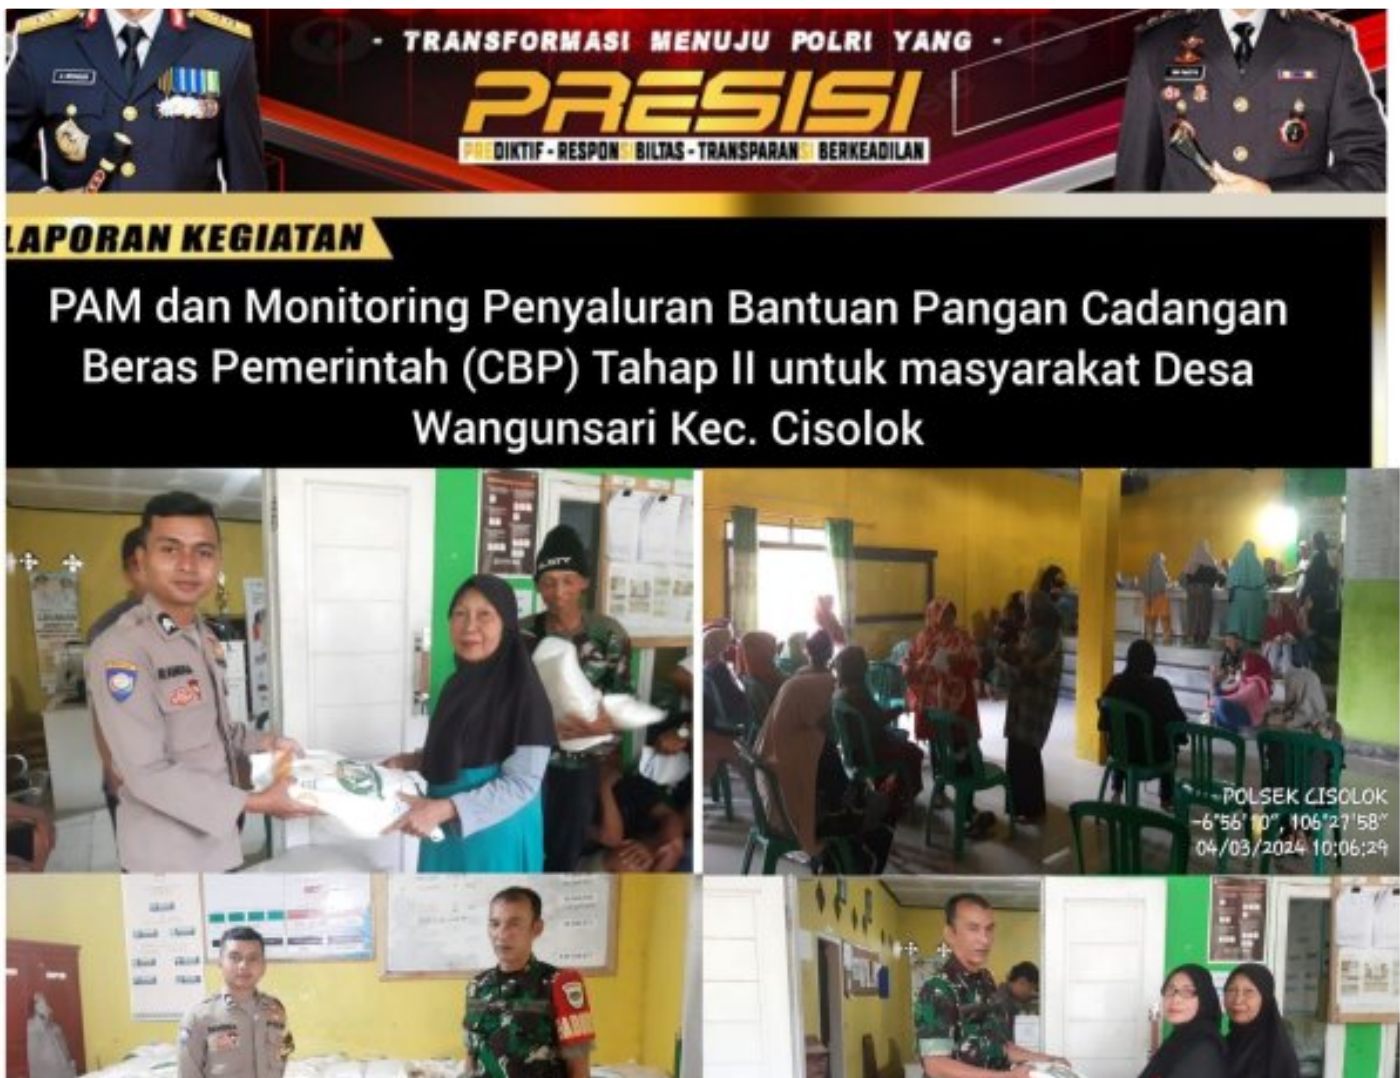 - TRANSFORMASI MENUJU POLRI YANG -
PRESISI
PREDIKTIF - RESPONSIBILTAS - TRANSPARANSI BERKEADILAN
LAPORAN KEGIATAN
PAM dan Monitoring Penyaluran Bantuan Pangan Cadangan
Beras Pemerintah (CBP) Tahap II untuk masyarakat Desa
Wangunsari Kec. Cisolok
POLSEK CISOLOK
-6°56'10", 106°27'58"
04/03/2024 10:06:29